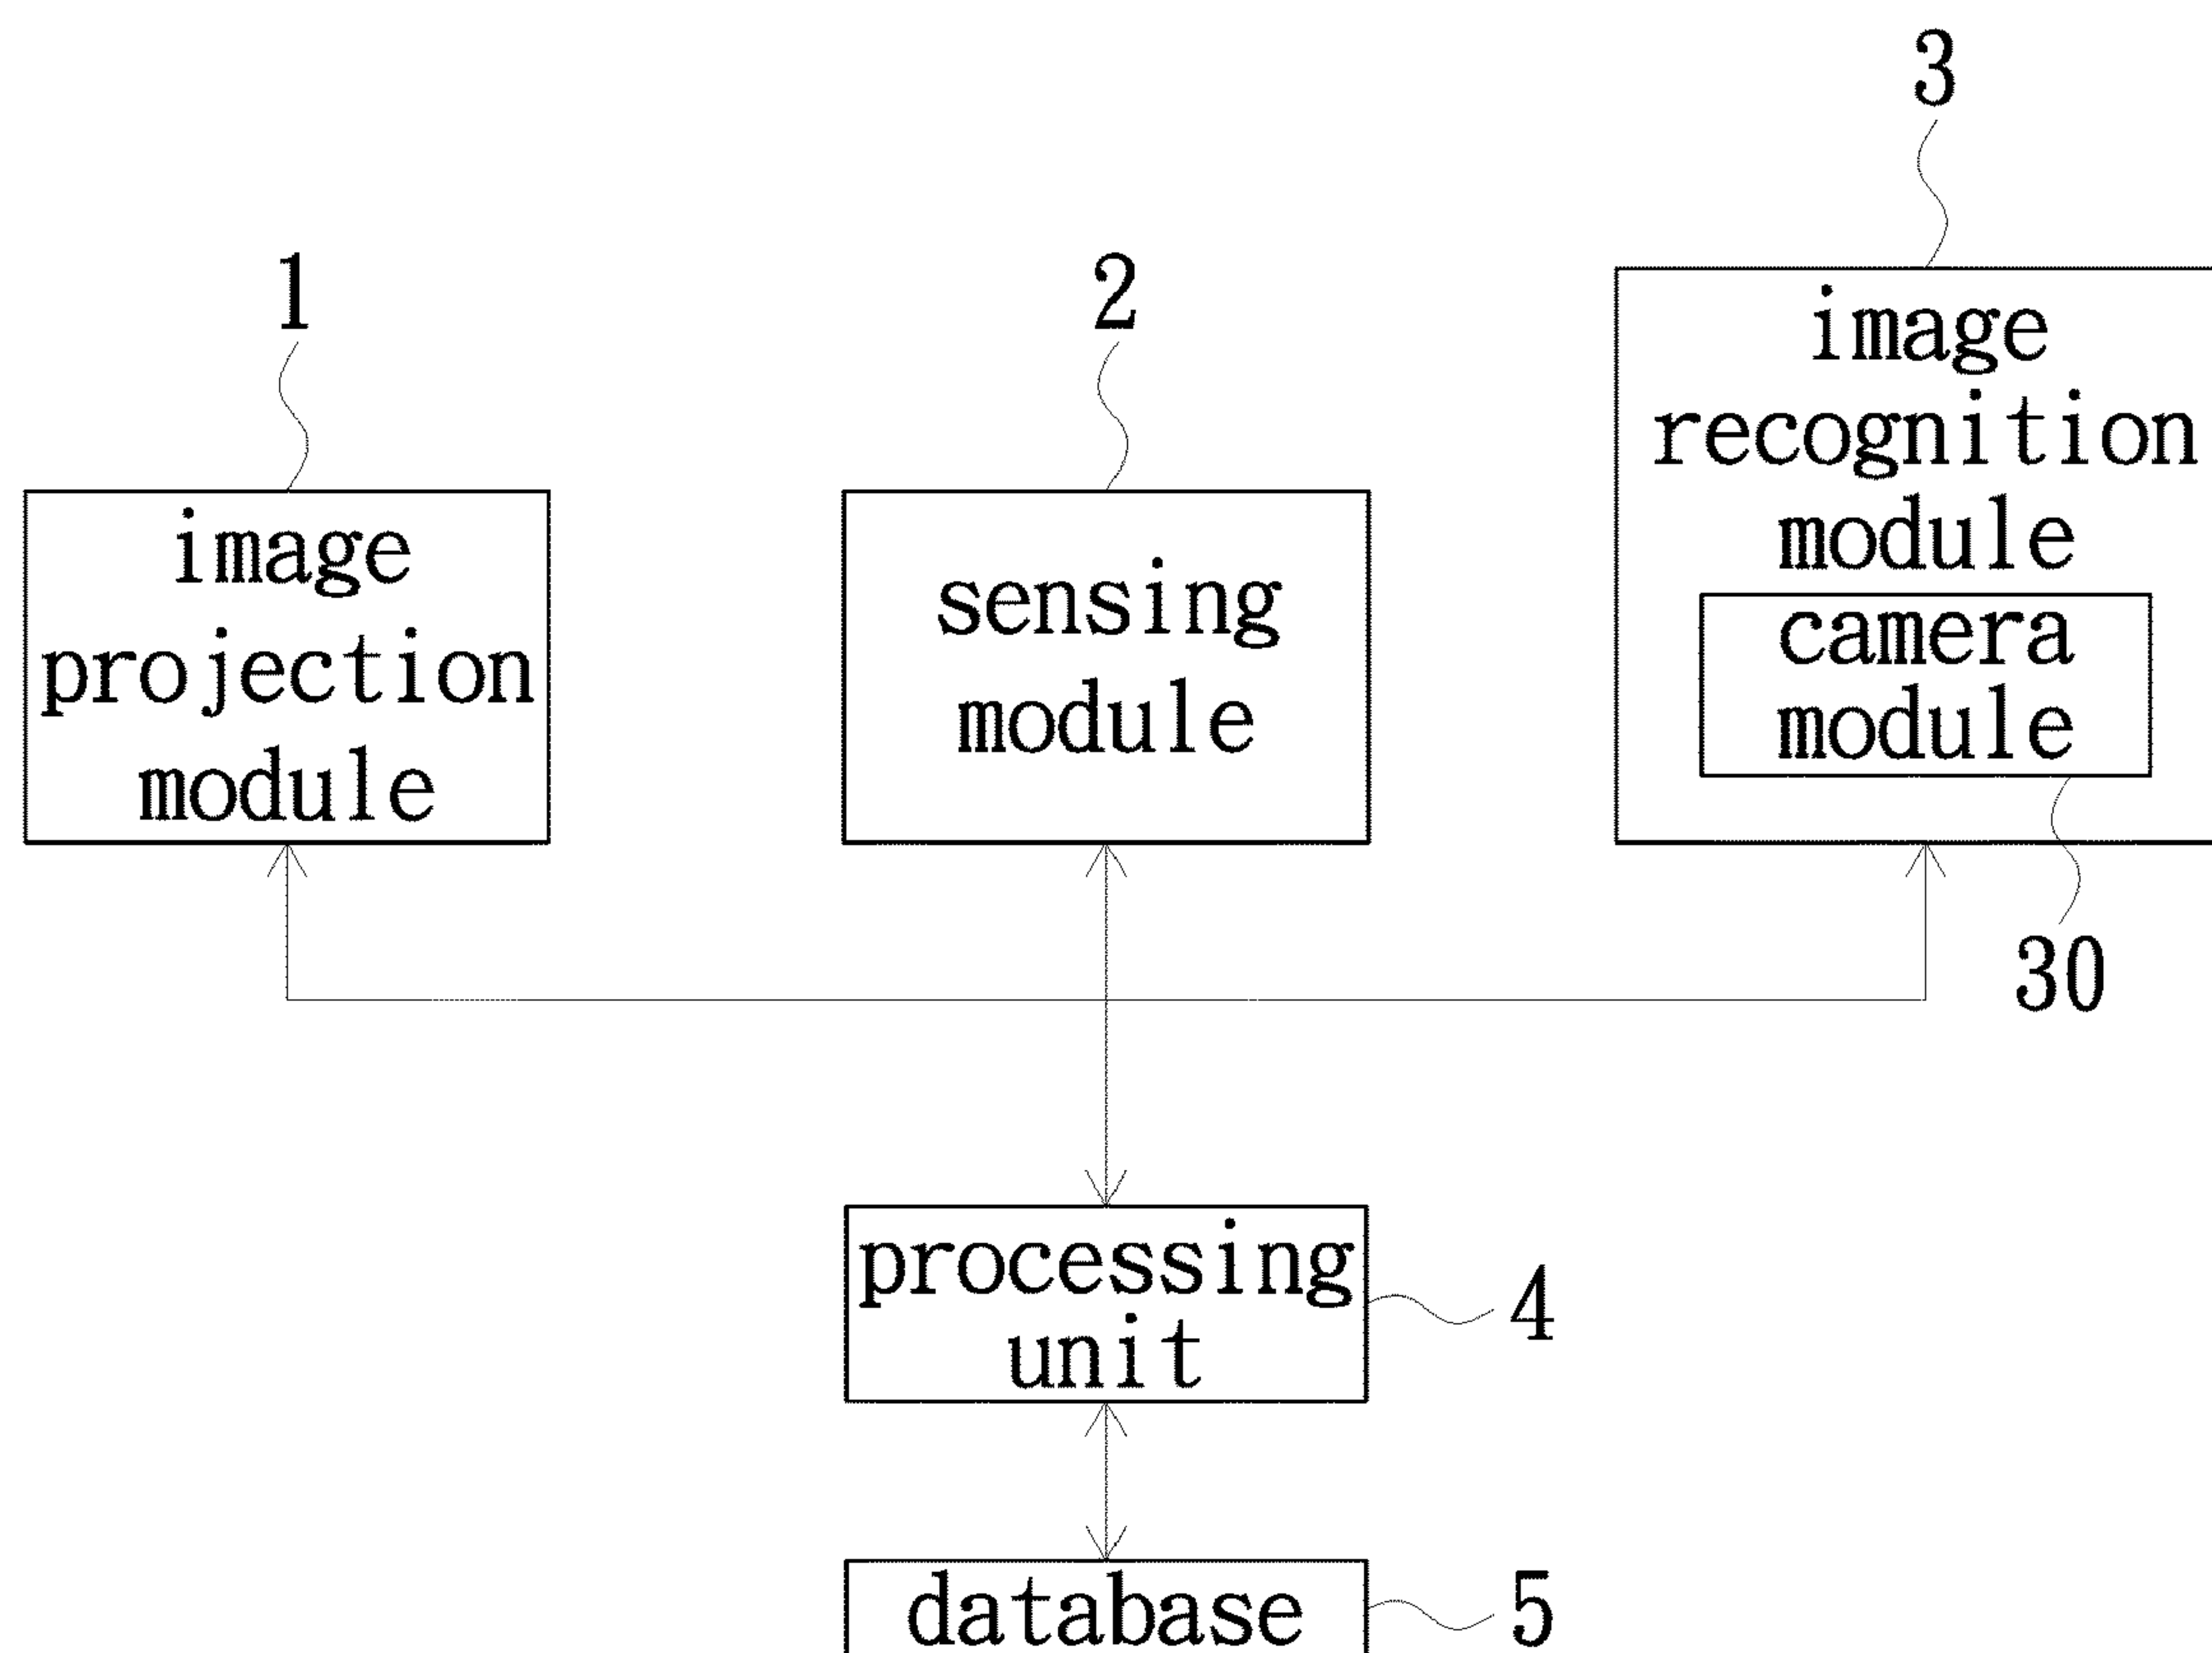 3
1
2
image
recognition
module
camera
module
30
image
projection
module
sensing
module
processing
unit
4
database
5